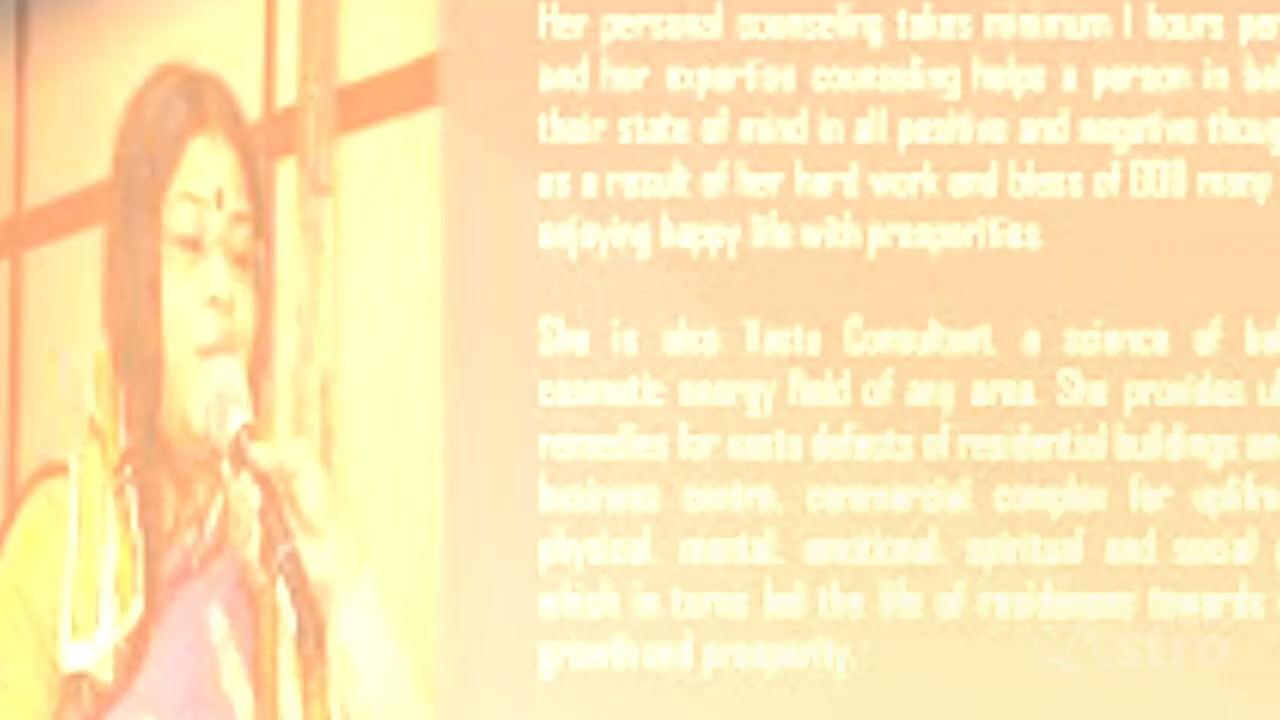 Her personal counseling takes minimum 1 hours per
and her expertise counseling helps a person in
their state of mind in all positive and negative
as a result of her hard work and bless of GOD many
enjoying happy life with prosperities.
She is also Vastu Consultant, a science of
cosmetic energy field of any area. She provides
remedies for vastu defects of residential buildings
business centre, commercial complex for
physical, mental, emotional, spiritual and social
which in turns led the life of residences towards
growth and prosperity.